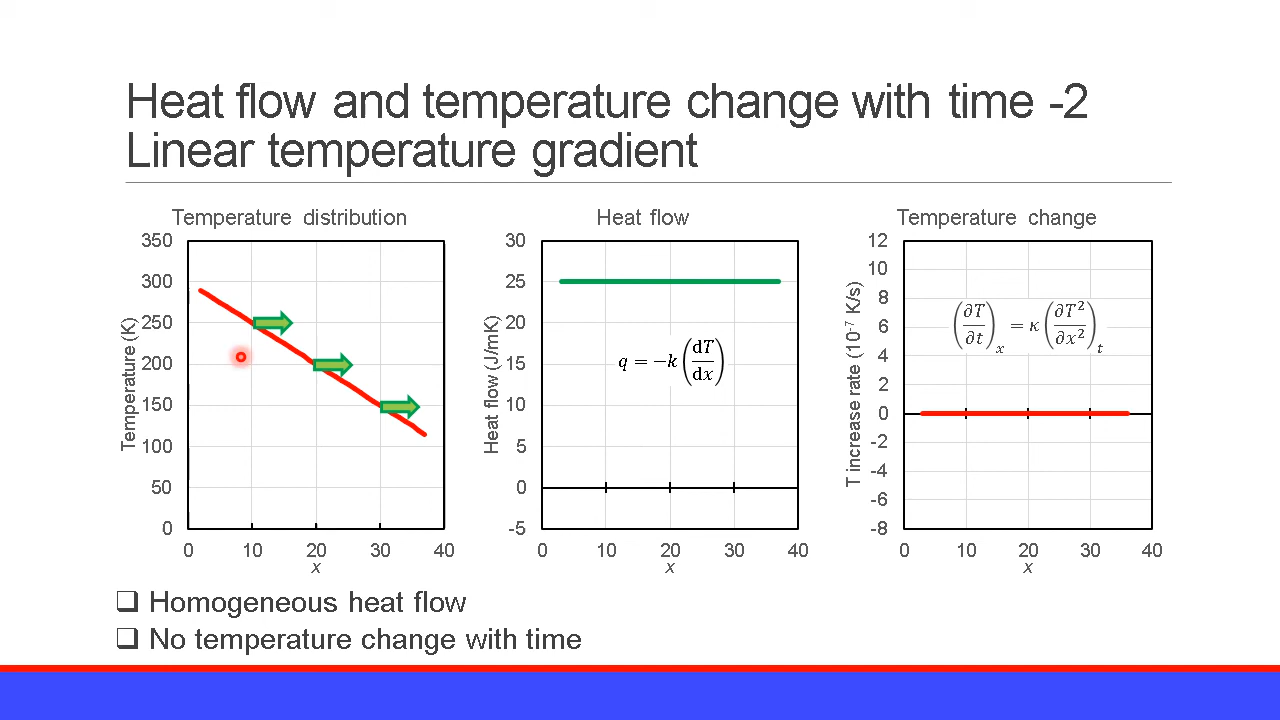 Heat flow and temperature change with time -2
Linear temperature gradient
Temperature distribution
350
300
250
200
150
100
50
0
0 10 20 30 40
x
Temperature (K)
Heat flow
30
25
20
15
10
5
0
-5
0 10 20 30 40
x
Heat flow (J/mK)
q = −k (dT/dx)
Temperature change
12
10
8
6
4
2
0
-2
-4
-6
-8
0 10 20 30 40
x
T increase rate (10⁻⁷ K/s)
(∂T/∂t)ₓ = κ (∂T²/∂x²)ₜ
❑ Homogeneous heat flow
❑ No temperature change with time